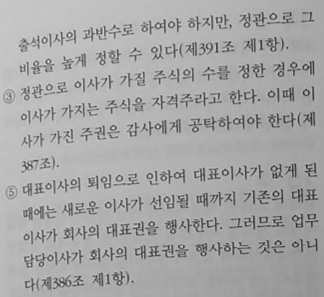 출석이사의 과반수로 하여야 하지만, 정관으로 그
비율을 높게 정할 수 있다(제391조 제1항).
③ 정관으로 이사가 가질 주식의 수를 정한 경우에
이사가 가지는 주식을 자격주라고 한다. 이때 이
사가 가진 주권은 감사에게 공탁하여야 한다(제
387조).
⑤ 대표이사의 퇴임으로 인하여 대표이사가 없게 된
때에는 새로운 이사가 선임될 때까지 기존의 대표
이사가 회사의 대표권을 행사한다. 그러므로 업무
담당이사가 회사의 대표권을 행사하는 것은 아니
다(제386조 제1항).